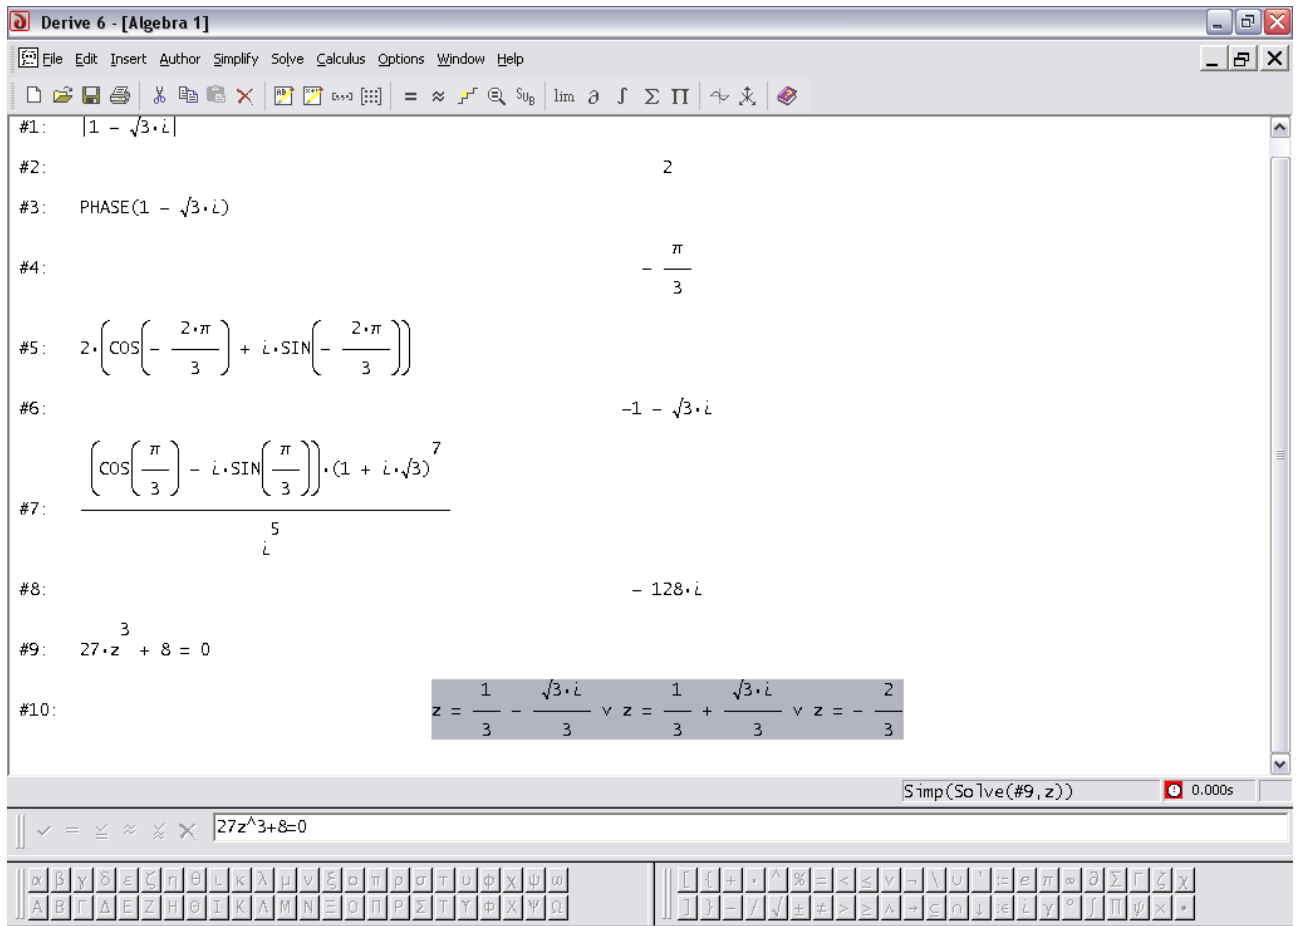 Derive 6 - [Algebra 1]
File Edit Insert Author Simplify Solve Calculus Options Window Help
= ≈ SUB lim ∂ ∫ Σ Π
#1: |1 - √3·i|
#2: 2
#3: PHASE(1 - √3·i)
#4: - π/3
#5: 2·(COS(- 2·π/3) + i·SIN(- 2·π/3))
#6: -1 - √3·i
#7: (COS(π/3) - i·SIN(π/3))·(1 + i·√3)^7 / i^5
#8: - 128·i
#9: 27·z^3 + 8 = 0
#10: z = 1/3 - √3·i/3 ∨ z = 1/3 + √3·i/3 ∨ z = - 2/3
Simp(Solve(#9,z)) 0.000s
27z^3+8=0
α β γ δ ε ζ η θ ι κ λ μ ν ξ ο π ρ σ τ υ φ χ ψ ω [ { + · ^ % = < ≤ ∨ ¬ \ ∪ ' := e π ∞ ∂ Σ Γ ζ χ
Α Β Γ Δ Ε Ζ Η Θ Ι Κ Λ Μ Ν Ξ Ο Π Ρ Σ Τ Υ Φ Χ Ψ Ω ] } - / √ ± ≠ > ≥ ∧ → ⊆ ∩ ↓ :∈ i γ ° ∫ Π ψ × •